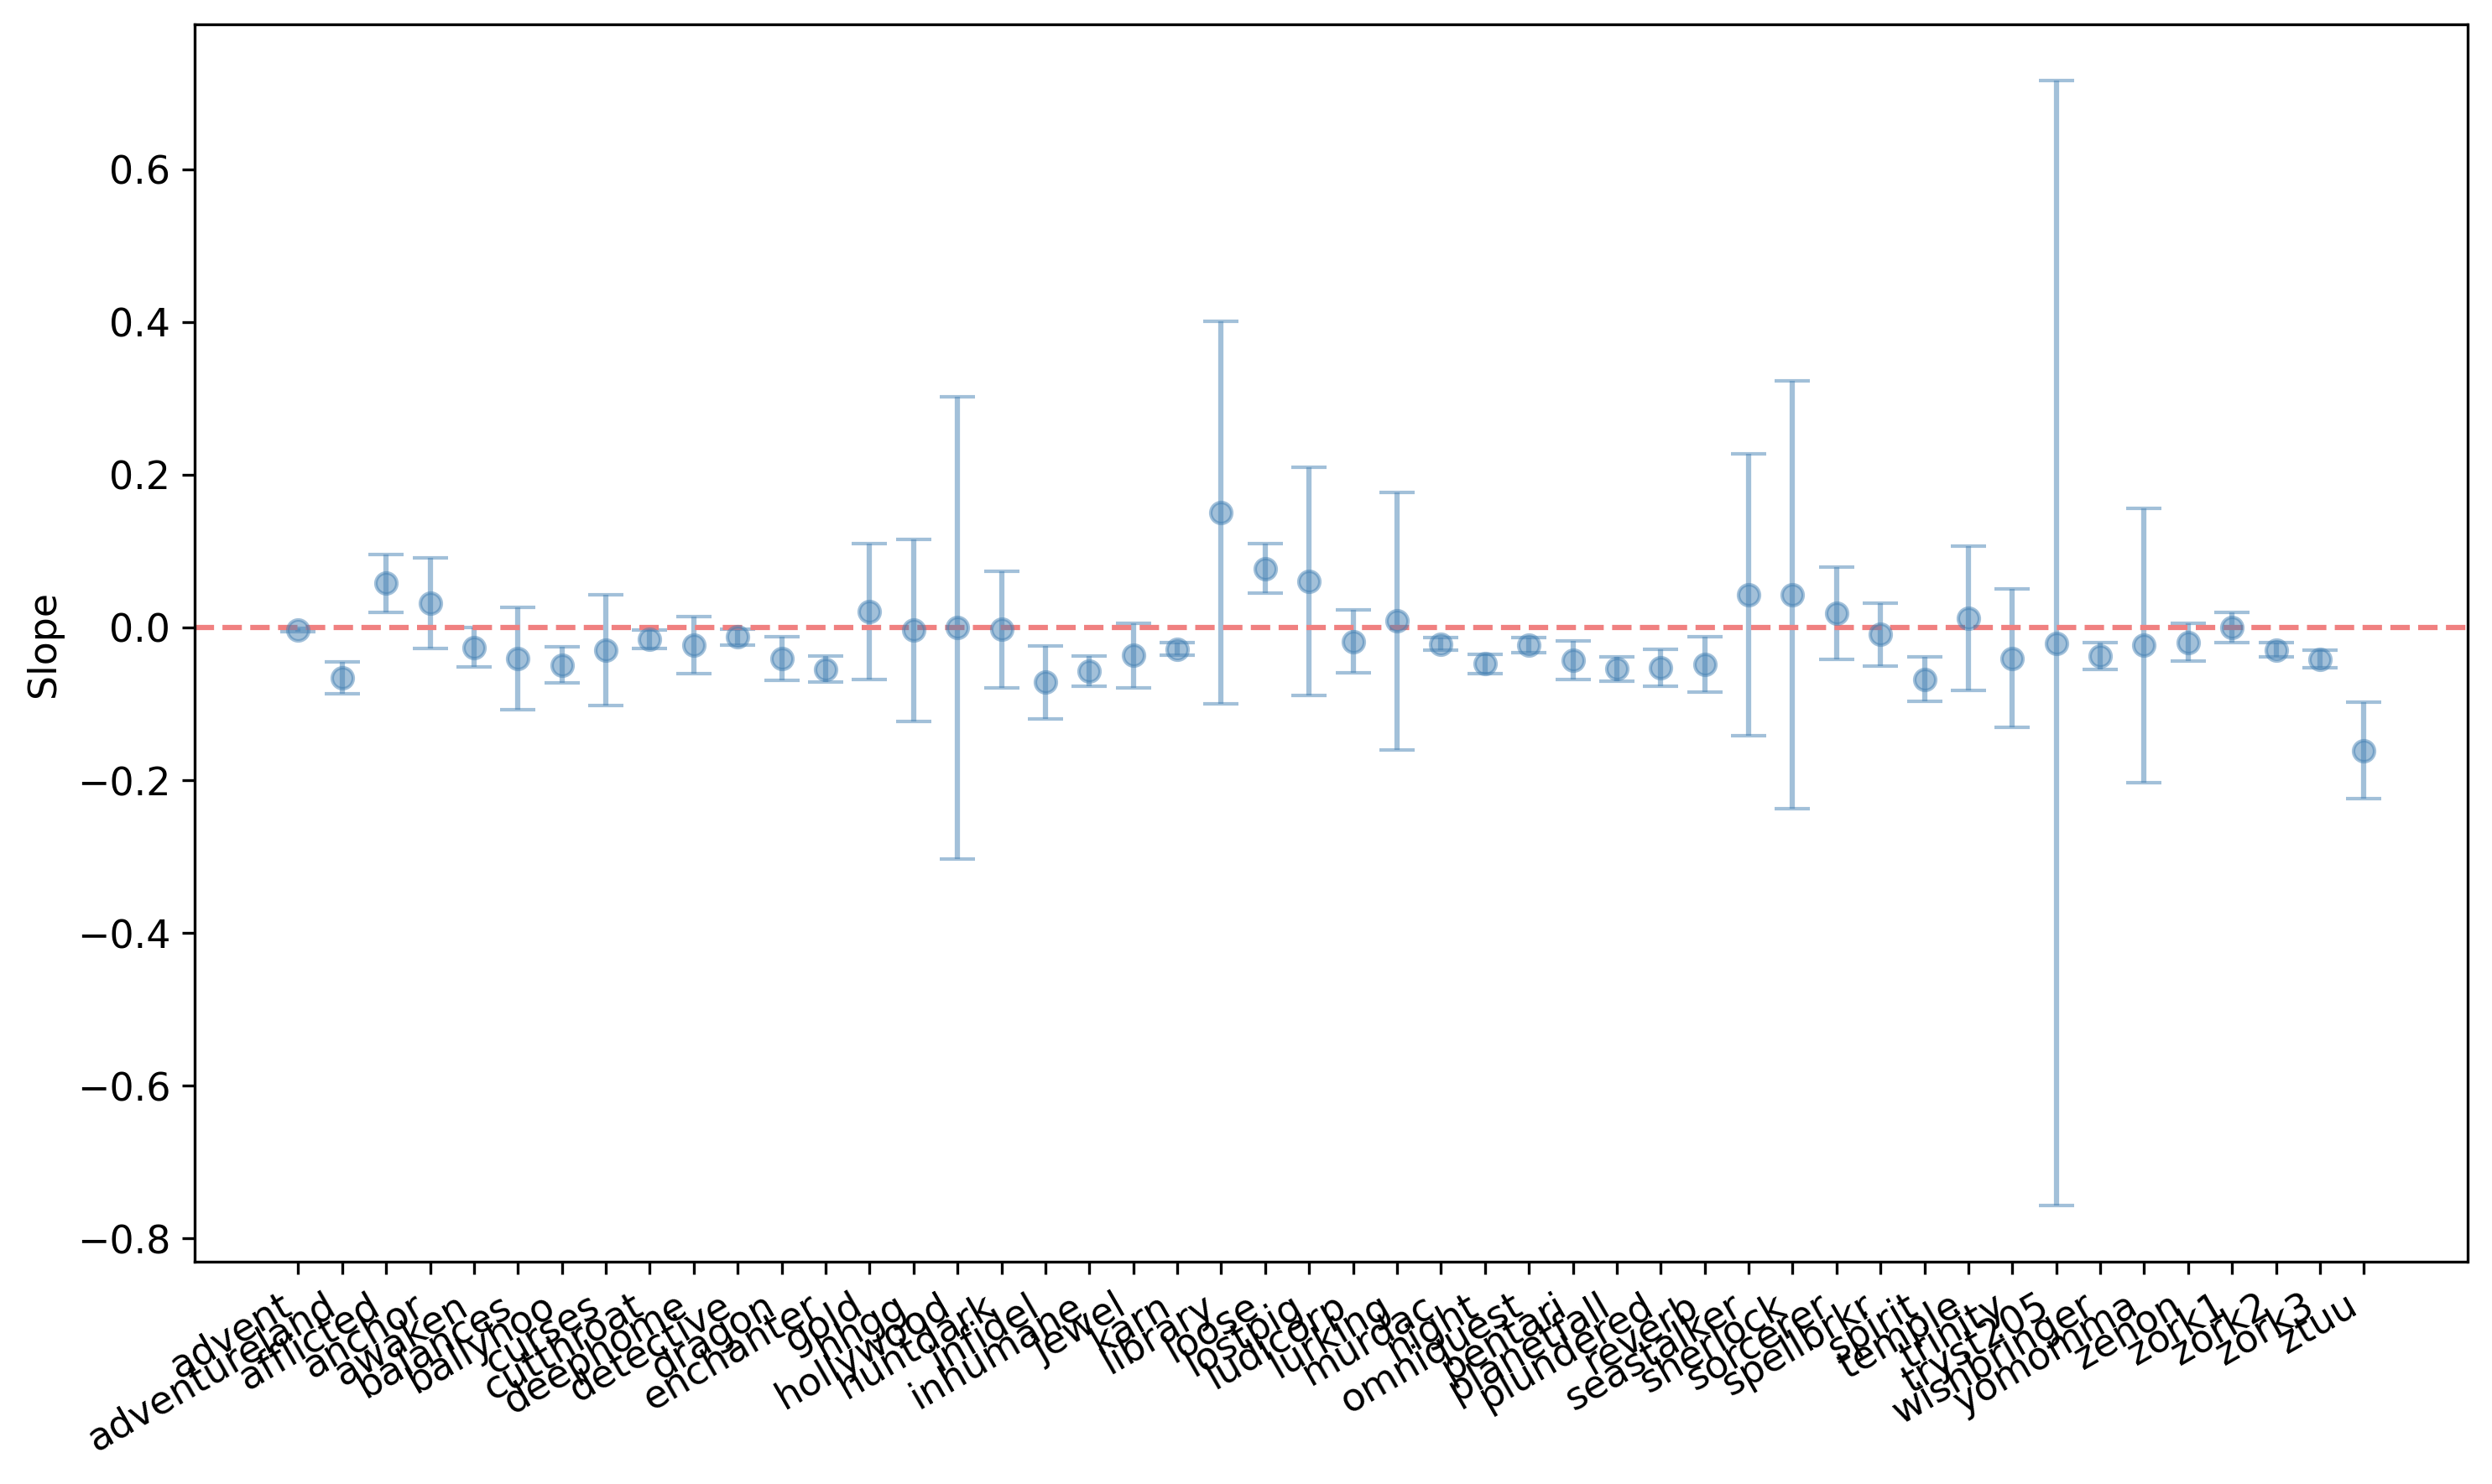 Slope
0.6
0.4
0.2
0.0
−0.2
−0.4
−0.6
−0.8
advent
adventureland
afflicted
anchor
awaken
balances
ballyhoo
curses
cutthroat
deephome
detective
dragon
enchanter
gold
hhgg
hollywood
huntdark
infidel
inhumane
jewel
karn
library
loose
lostpig
ludicorp
lurking
murdac
night
omniquest
pentari
planetfall
plundered
reverb
seastalker
sherlock
sorcerer
spellbrkr
spirit
temple
trinity
tryst205
wishbringer
yomomma
zenon
zork1
zork2
zork3
ztuu